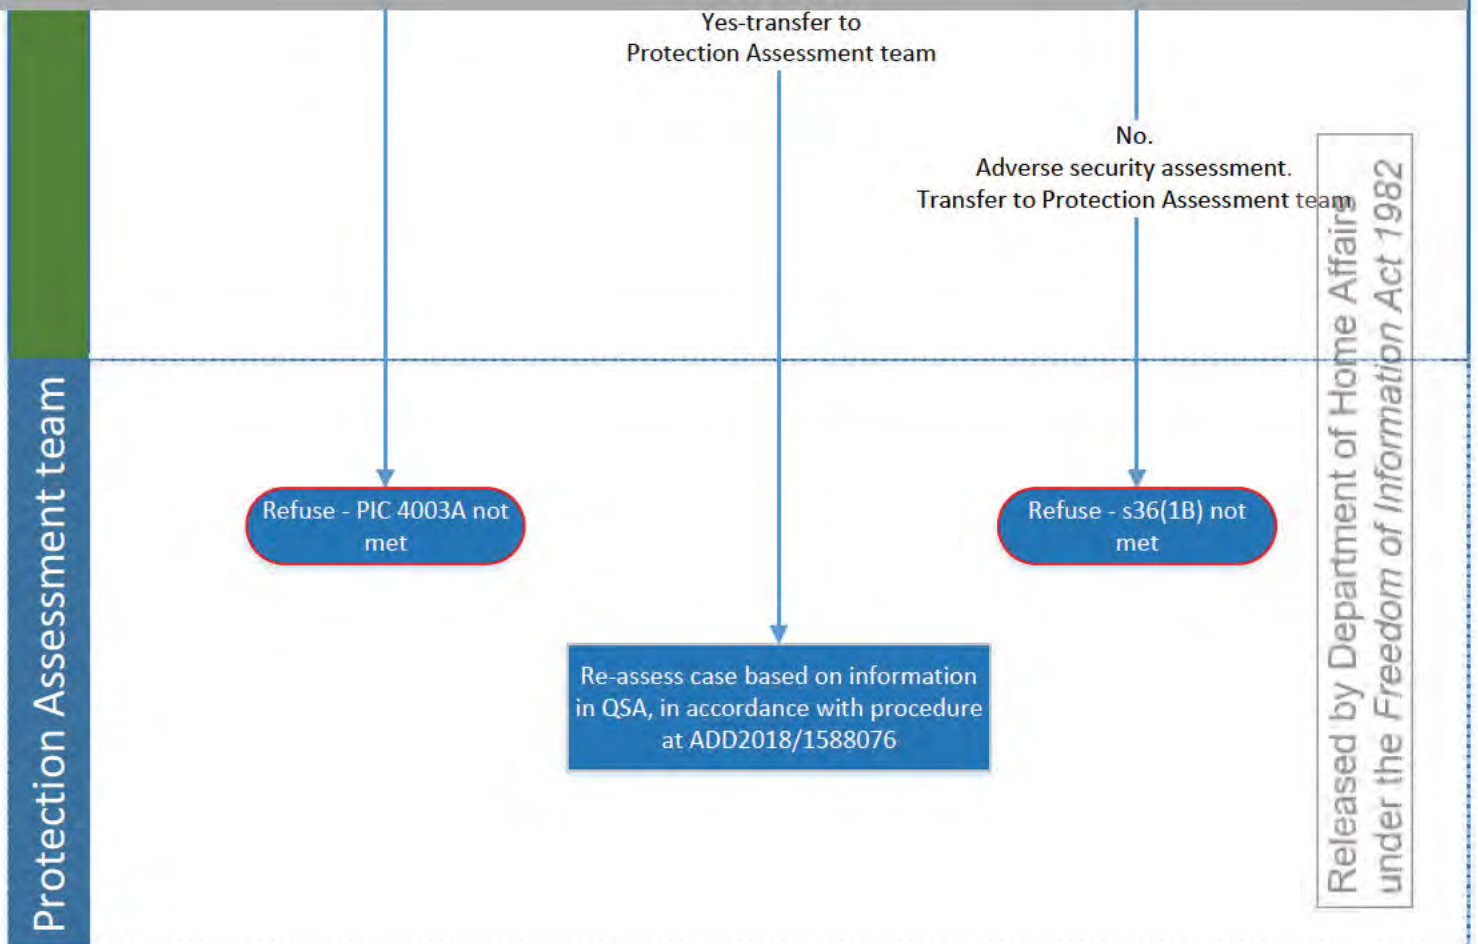 Yes-transfer to
Protection Assessment team
No.
Adverse security assessment.
Transfer to Protection Assessment team
Protection Assessment team
Refuse - PIC 4003A not
met
Refuse - s36(1B) not
met
Re-assess case based on information
in QSA, in accordance with procedure
at ADD2018/1588076
Released by Department of Home Affairs
under the Freedom of Information Act 1982